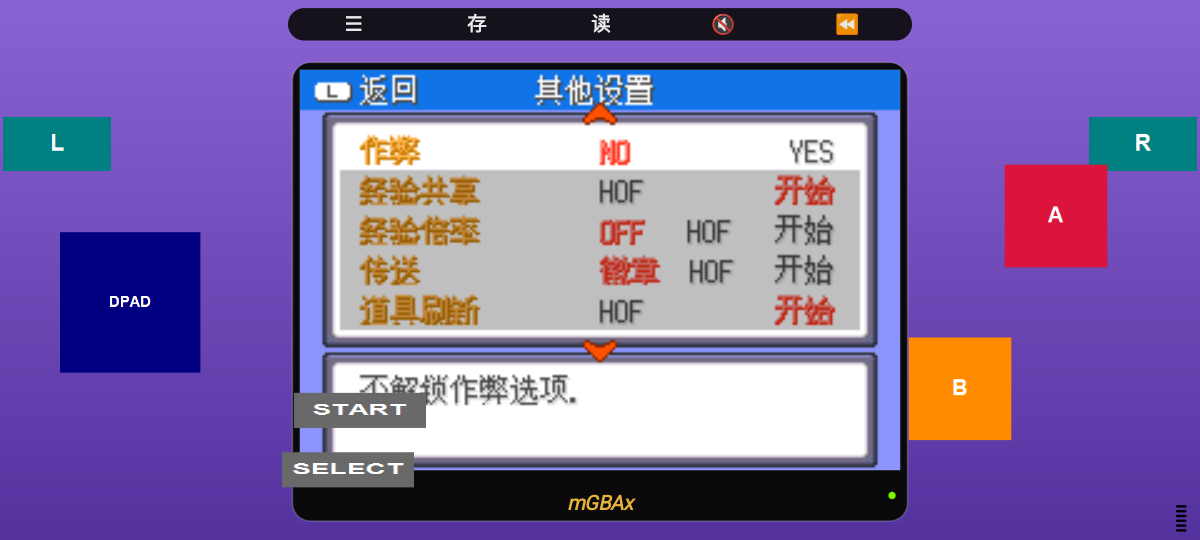 ☰ 存 读 🔇 ⏪
L 返回 其他设置
作弊 NO YES
经验共享 HOF 开始
经验倍率 OFF HOF 开始
传送 徽章 HOF 开始
道具刷新 HOF 开始
不解锁作弊选项.
L
R
A
DPAD
B
START
SELECT
mGBAx